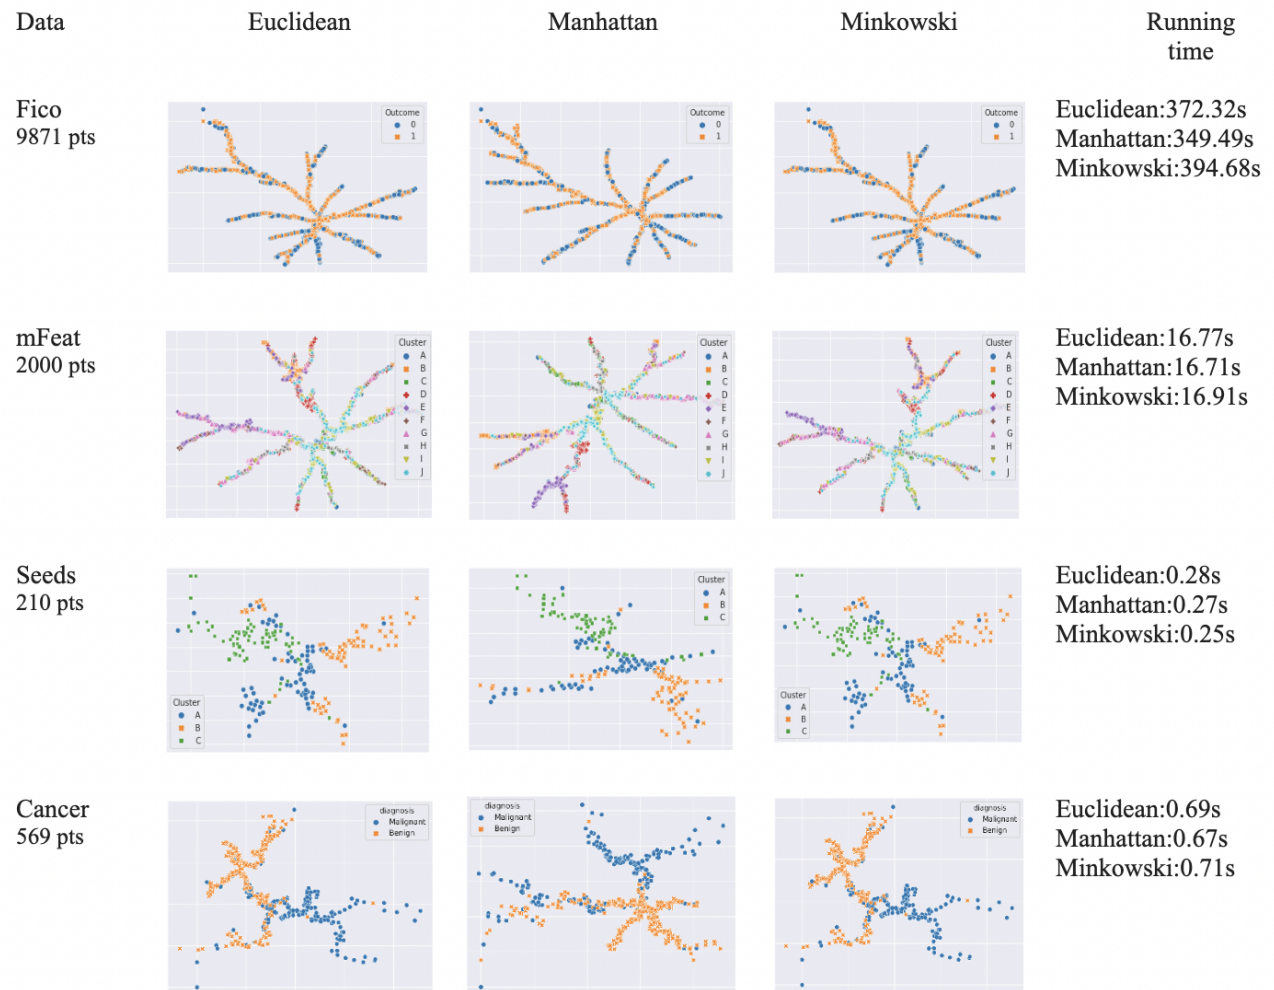 Data Euclidean Manhattan Minkowski Running
time
Fico
9871 pts
Outcome
0
1
Outcome
0
1
Outcome
0
1
Euclidean:372.32s
Manhattan:349.49s
Minkowski:394.68s
mFeat
2000 pts
Cluster
A
B
C
D
E
F
G
H
I
J
Cluster
A
B
C
D
E
F
G
H
I
J
Cluster
A
B
C
D
E
F
G
H
I
J
Euclidean:16.77s
Manhattan:16.71s
Minkowski:16.91s
Seeds
210 pts
Cluster
A
B
C
Cluster
A
B
C
Cluster
A
B
C
Euclidean:0.28s
Manhattan:0.27s
Minkowski:0.25s
Cancer
569 pts
diagnosis
Malignant
Benign
diagnosis
Malignant
Benign
diagnosis
Malignant
Benign
Euclidean:0.69s
Manhattan:0.67s
Minkowski:0.71s